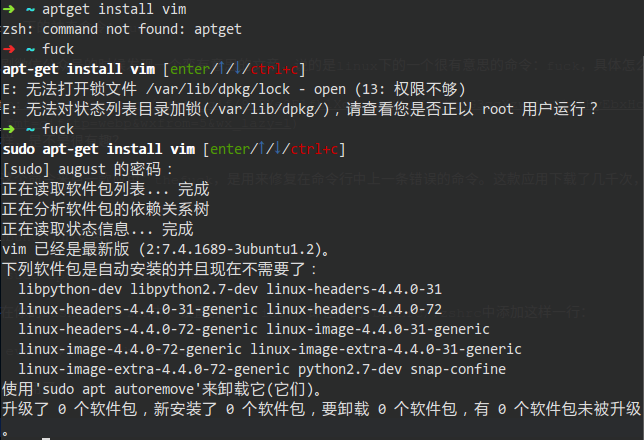 ➜ ~ aptget install vim
zsh: command not found: aptget
➜ ~ fuck
apt-get install vim [enter/↑/↓/ctrl+c]
E: 无法打开锁文件 /var/lib/dpkg/lock - open (13: 权限不够)
E: 无法对状态列表目录加锁(/var/lib/dpkg/)，请查看您是否正以 root 用户运行？
➜ ~ fuck
sudo apt-get install vim [enter/↑/↓/ctrl+c]
[sudo] august 的密码：
正在读取软件包列表... 完成
正在分析软件包的依赖关系树
正在读取状态信息... 完成
vim 已经是最新版 (2:7.4.1689-3ubuntu1.2)。
下列软件包是自动安装的并且现在不需要了：
libpython-dev libpython2.7-dev linux-headers-4.4.0-31
linux-headers-4.4.0-31-generic linux-headers-4.4.0-72
linux-headers-4.4.0-72-generic linux-image-4.4.0-31-generic
linux-image-4.4.0-72-generic linux-image-extra-4.4.0-31-generic
linux-image-extra-4.4.0-72-generic python2.7-dev snap-confine
使用'sudo apt autoremove'来卸载它(它们)。
升级了 0 个软件包，新安装了 0 个软件包，要卸载 0 个软件包，有 0 个软件包未被升级
。